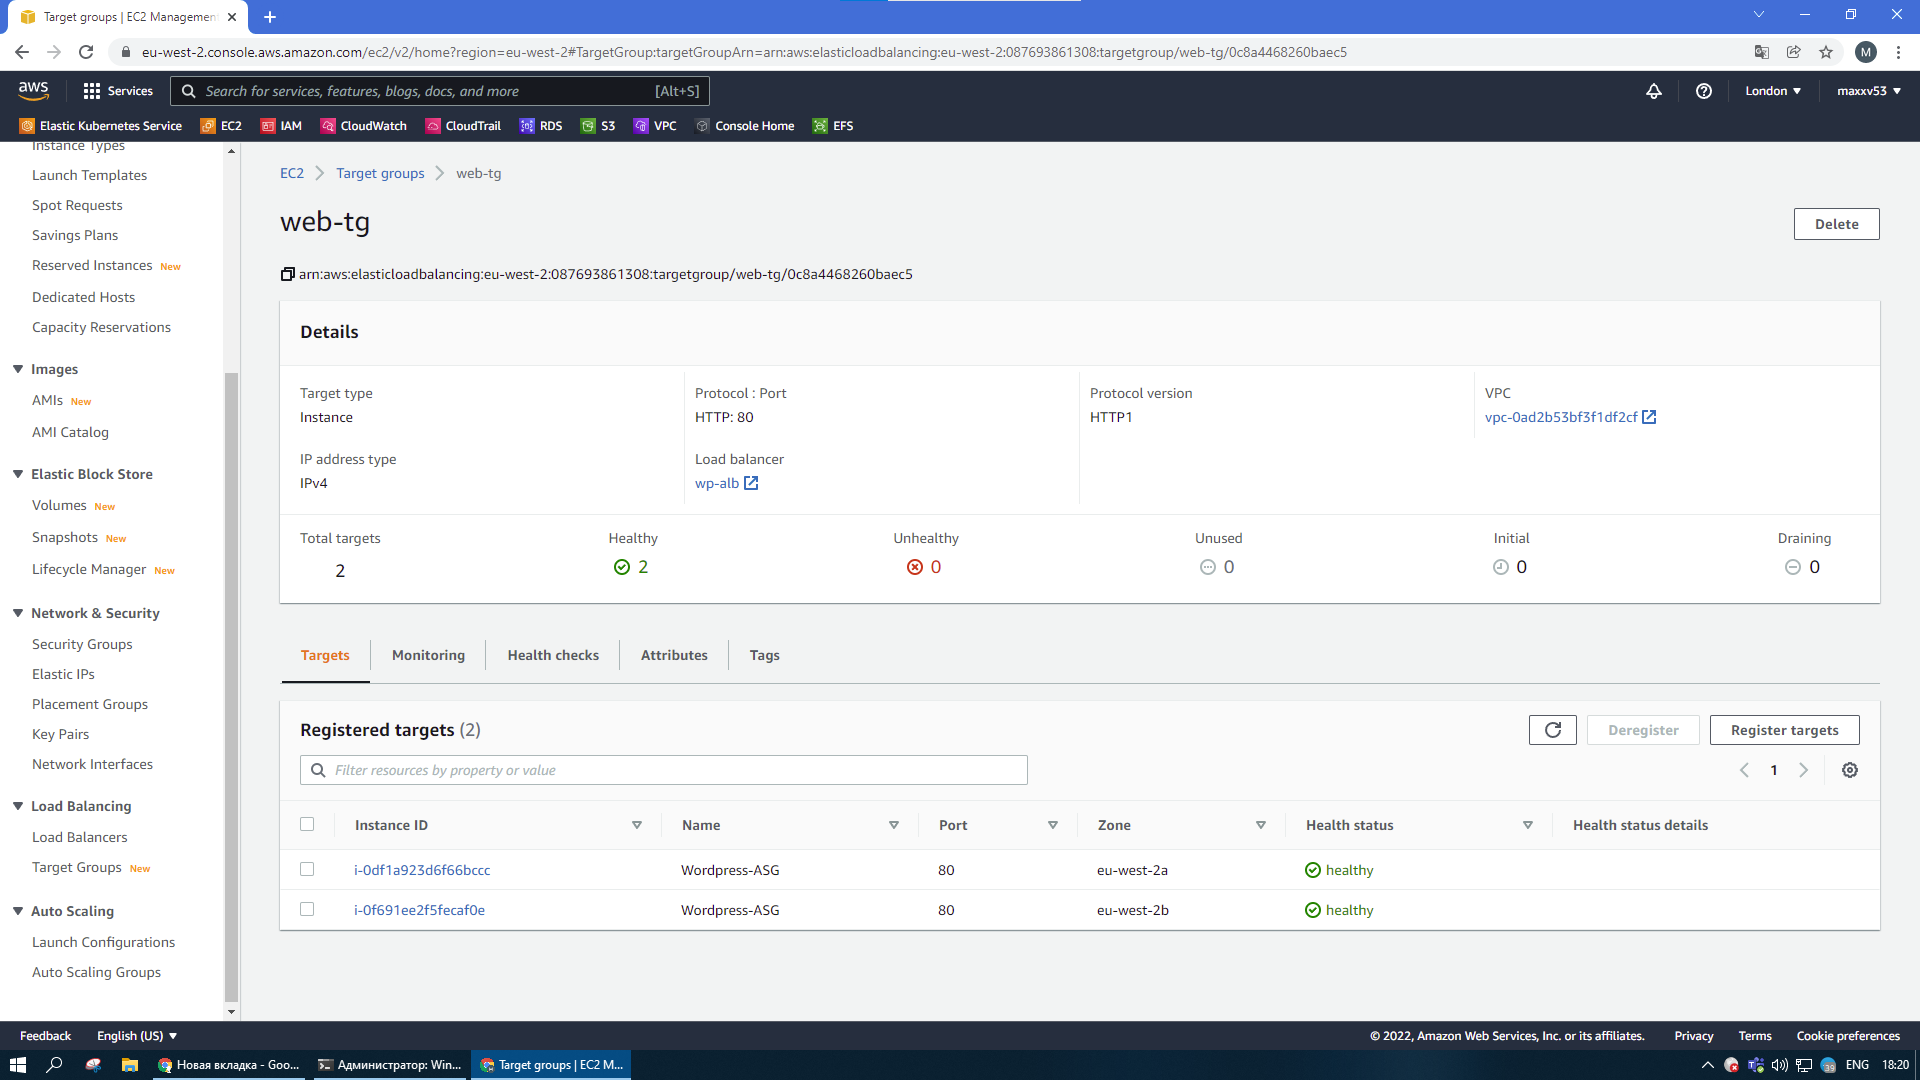 Target groups | EC2 Management
eu-west-2.console.aws.amazon.com/ec2/v2/home?region=eu-west-2#TargetGroup:targetGroupArn=arn:aws:elasticloadbalancing:eu-west-2:087693861308:targetgroup/web-tg/0c8a4468260baec5
M
aws
Services
Search for services, features, blogs, docs, and more
[Alt+S]
London
maxxv53
Elastic Kubernetes Service
EC2
IAM
CloudWatch
CloudTrail
RDS
S3
VPC
Console Home
EFS
Instance Types
Launch Templates
Spot Requests
Savings Plans
Reserved Instances New
Dedicated Hosts
Capacity Reservations
Images
AMIs New
AMI Catalog
Elastic Block Store
Volumes New
Snapshots New
Lifecycle Manager New
Network & Security
Security Groups
Elastic IPs
Placement Groups
Key Pairs
Network Interfaces
Load Balancing
Load Balancers
Target Groups New
Auto Scaling
Launch Configurations
Auto Scaling Groups
EC2 Target groups web-tg
web-tg
Delete
arn:aws:elasticloadbalancing:eu-west-2:087693861308:targetgroup/web-tg/0c8a4468260baec5
Details
Target type
Instance
Protocol : Port
HTTP: 80
Protocol version
HTTP1
VPC
vpc-0ad2b53bf3f1df2cf
IP address type
IPv4
Load balancer
wp-alb
Total targets
2
Healthy
2
Unhealthy
0
Unused
0
Initial
0
Draining
0
Targets
Monitoring
Health checks
Attributes
Tags
Registered targets (2)
Deregister
Register targets
Filter resources by property or value
1
Instance ID Name Port Zone Health status Health status details
i-0df1a923d6f66bccc Wordpress-ASG 80 eu-west-2a healthy
i-0f691ee2f5fecaf0e Wordpress-ASG 80 eu-west-2b healthy
Feedback
English (US)
© 2022, Amazon Web Services, Inc. or its affiliates.
Privacy
Terms
Cookie preferences
Новая вкладка - Goo...
Администратор: Win...
Target groups | EC2 M...
39
ENG
18:20